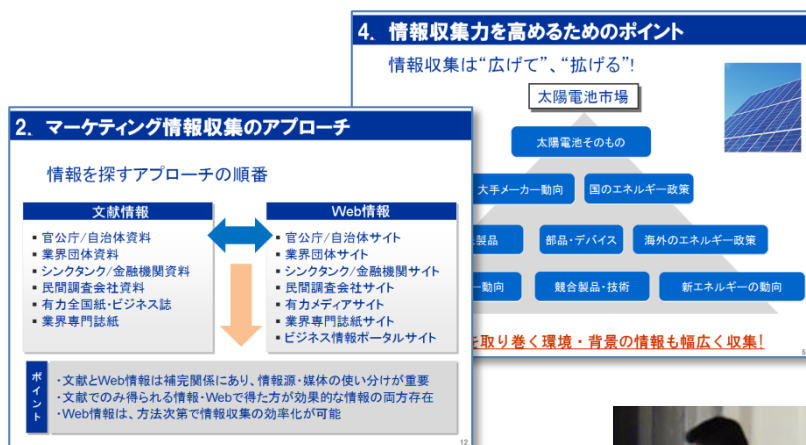 4. 情報収集力を高めるためのポイント
情報収集は“広げて”、“拡げる”!
太陽電池市場
太陽電池そのもの
大手メーカー動向
国のエネルギー政策
製品
部品・デバイス
海外のエネルギー政策
ー動向
競合製品・技術
新エネルギーの動向
を取り巻く環境・背景の情報も幅広く収集!
2. マーケティング情報収集のアプローチ
情報を探すアプローチの順番
文献情報
▪ 官公庁/自治体資料
▪ 業界団体資料
▪ シンクタンク/金融機関資料
▪ 民間調査会社資料
▪ 有力全国紙・ビジネス誌
▪ 業界専門誌紙
Web情報
▪ 官公庁/自治体サイト
▪ 業界団体サイト
▪ シンクタンク/金融機関サイト
▪ 民間調査会社サイト
▪ 有力メディアサイト
▪ 業界専門誌紙サイト
▪ ビジネス情報ポータルサイト
ポイント
・文献とWeb情報は補完関係にあり、情報源・媒体の使い分けが重要
・文献でのみ得られる情報・Webで得た方が効果的な情報の両方存在
・Web情報は、方法次第で情報収集の効率化が可能
12